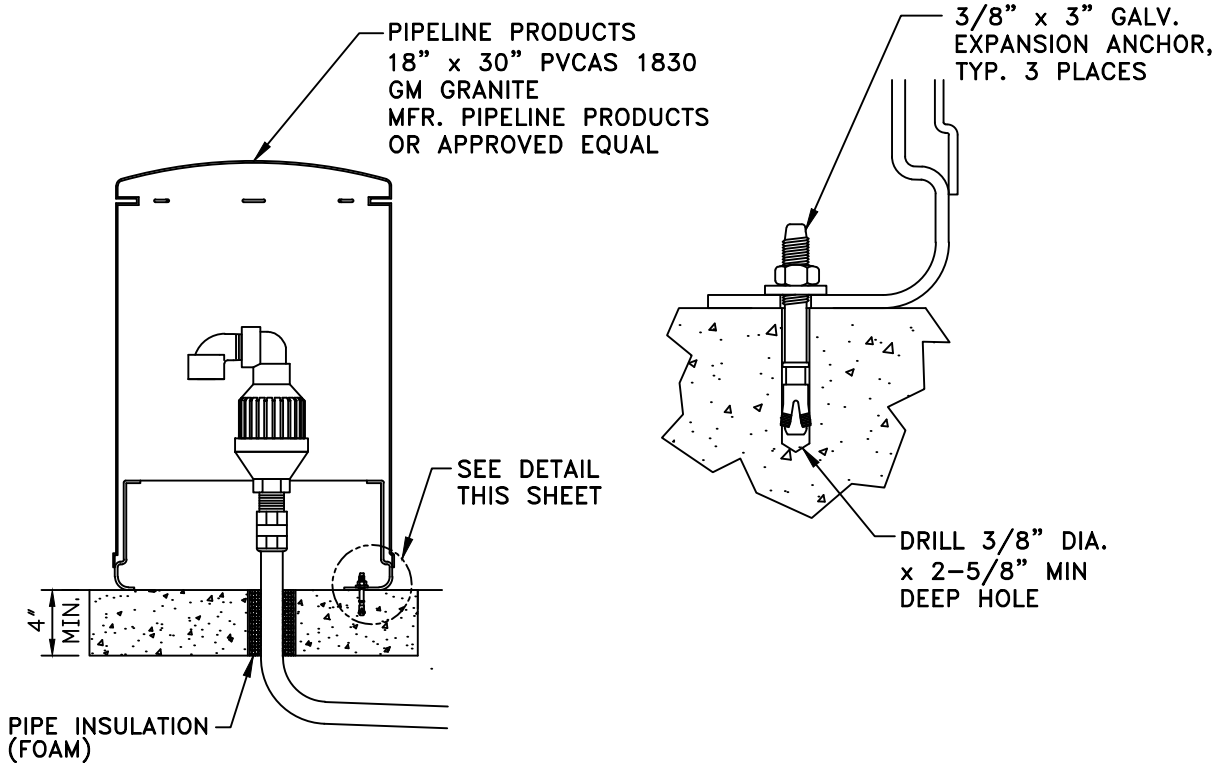 PIPELINE PRODUCTS
18” x 30” PVCAS 1830
GM GRANITE
MFR. PIPELINE PRODUCTS
OR APPROVED EQUAL
3/8” x 3” GALV.
EXPANSION ANCHOR,
TYP. 3 PLACES
SEE DETAIL
THIS SHEET
DRILL 3/8” DIA.
x 2-5/8” MIN
DEEP HOLE
4”
MIN.
PIPE INSULATION
(FOAM)